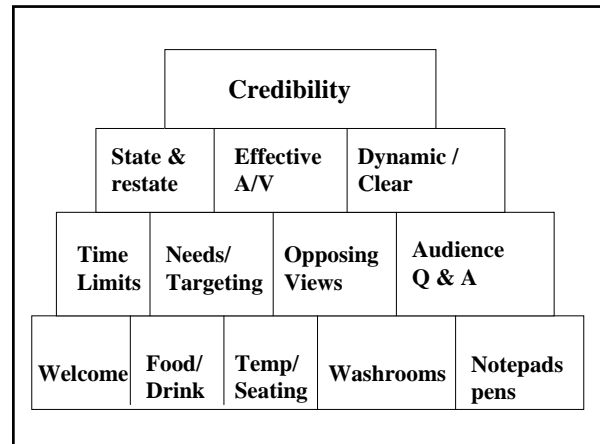 Credibility
State &
restate
Effective
A/V
Dynamic /
Clear
Time
Limits
Needs/
Targeting
Opposing
Views
Audience
Q & A
Welcome
Food/
Drink
Temp/
Seating
Washrooms
Notepads
pens